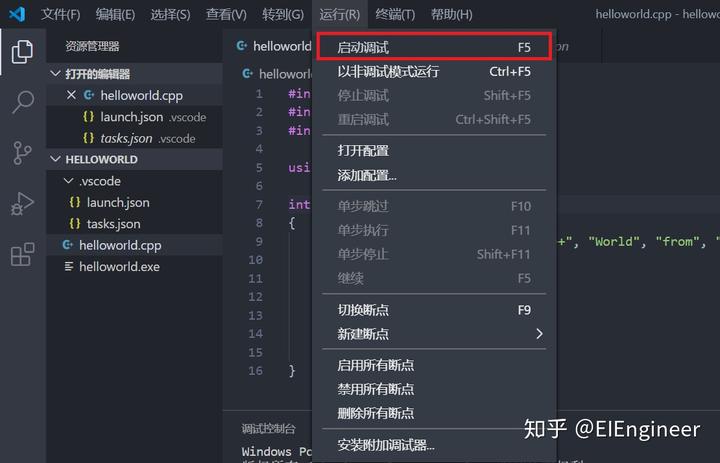 文件(F) 编辑(E) 选择(S) 查看(V) 转到(G) 运行(R) 终端(T) 帮助(H) helloworld.cpp - hellowo
资源管理器
打开的编辑器
helloworld.cpp
launch.json .vscode
tasks.json .vscode
HELLOWORLD
.vscode
launch.json
tasks.json
helloworld.cpp
helloworld.exe
helloworld
on
helloworld
1 #in
2 #in
3 #in
4
5 usi
6
7 int
8 {
9 +", "World", "from", "
10
11
12
13
14
15
16 }
启动调试 F5
以非调试模式运行 Ctrl+F5
停止调试 Shift+F5
重启调试 Ctrl+Shift+F5
打开配置
添加配置...
单步跳过 F10
单步执行 F11
单步停止 Shift+F11
继续 F5
切换断点 F9
新建断点
启用所有断点
禁用所有断点
删除所有断点
安装附加调试器...
调试控制台
Windows Po
知乎 @EIEngineer